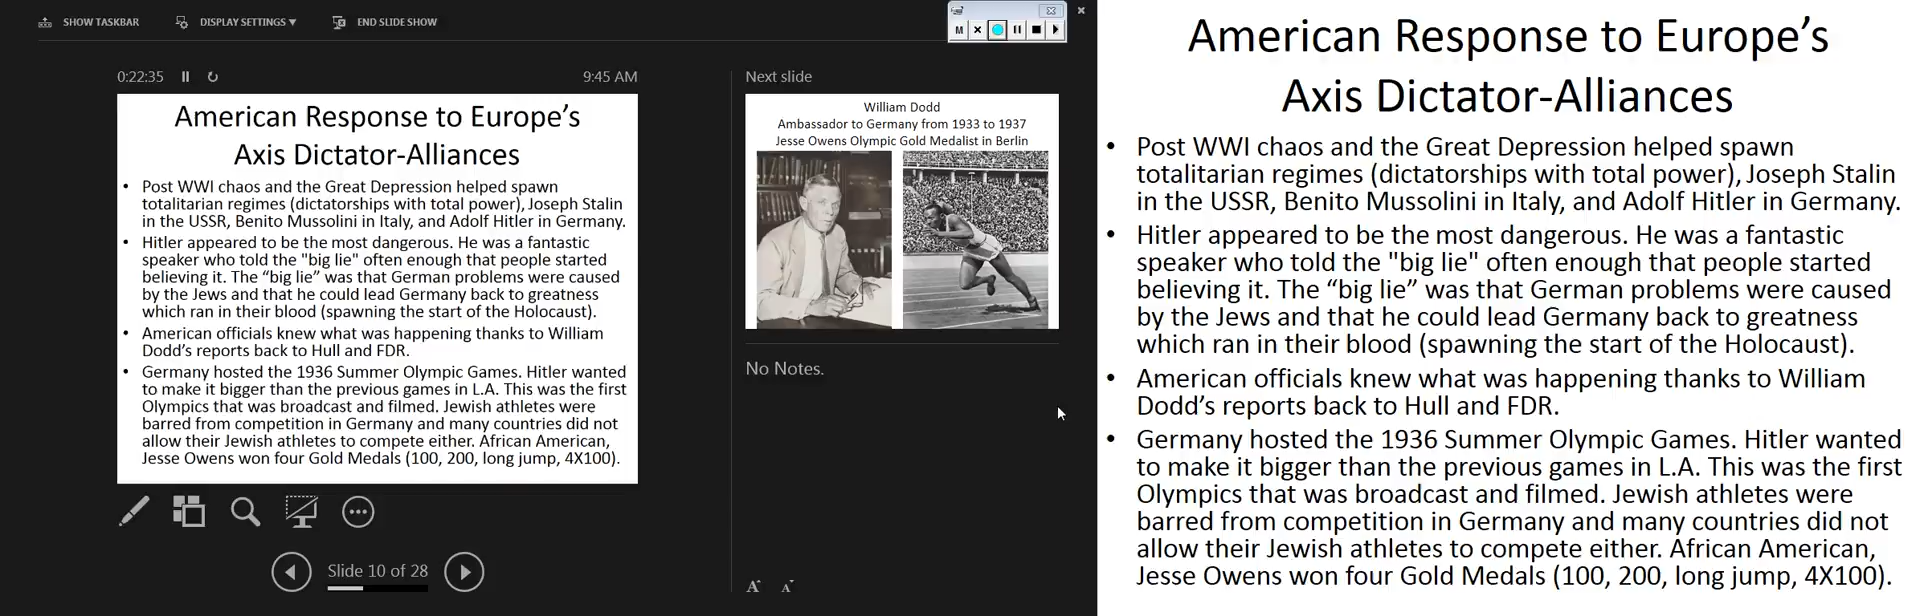 SHOW TASKBAR
DISPLAY SETTINGS ▼
END SLIDE SHOW
M
0:22:35
9:45 AM
American Response to Europe’s
Axis Dictator-Alliances
• Post WWI chaos and the Great Depression helped spawn
totalitarian regimes (dictatorships with total power), Joseph Stalin
in the USSR, Benito Mussolini in Italy, and Adolf Hitler in Germany.
• Hitler appeared to be the most dangerous. He was a fantastic
speaker who told the "big lie" often enough that people started
believing it. The “big lie” was that German problems were caused
by the Jews and that he could lead Germany back to greatness
which ran in their blood (spawning the start of the Holocaust).
• American officials knew what was happening thanks to William
Dodd’s reports back to Hull and FDR.
• Germany hosted the 1936 Summer Olympic Games. Hitler wanted
to make it bigger than the previous games in L.A. This was the first
Olympics that was broadcast and filmed. Jewish athletes were
barred from competition in Germany and many countries did not
allow their Jewish athletes to compete either. African American,
Jesse Owens won four Gold Medals (100, 200, long jump, 4X100).
Slide 10 of 28
Next slide
William Dodd
Ambassador to Germany from 1933 to 1937
Jesse Owens Olympic Gold Medalist in Berlin
No Notes.
A A
American Response to Europe’s
Axis Dictator-Alliances
• Post WWI chaos and the Great Depression helped spawn
totalitarian regimes (dictatorships with total power), Joseph Stalin
in the USSR, Benito Mussolini in Italy, and Adolf Hitler in Germany.
• Hitler appeared to be the most dangerous. He was a fantastic
speaker who told the "big lie" often enough that people started
believing it. The “big lie” was that German problems were caused
by the Jews and that he could lead Germany back to greatness
which ran in their blood (spawning the start of the Holocaust).
• American officials knew what was happening thanks to William
Dodd’s reports back to Hull and FDR.
• Germany hosted the 1936 Summer Olympic Games. Hitler wanted
to make it bigger than the previous games in L.A. This was the first
Olympics that was broadcast and filmed. Jewish athletes were
barred from competition in Germany and many countries did not
allow their Jewish athletes to compete either. African American,
Jesse Owens won four Gold Medals (100, 200, long jump, 4X100).